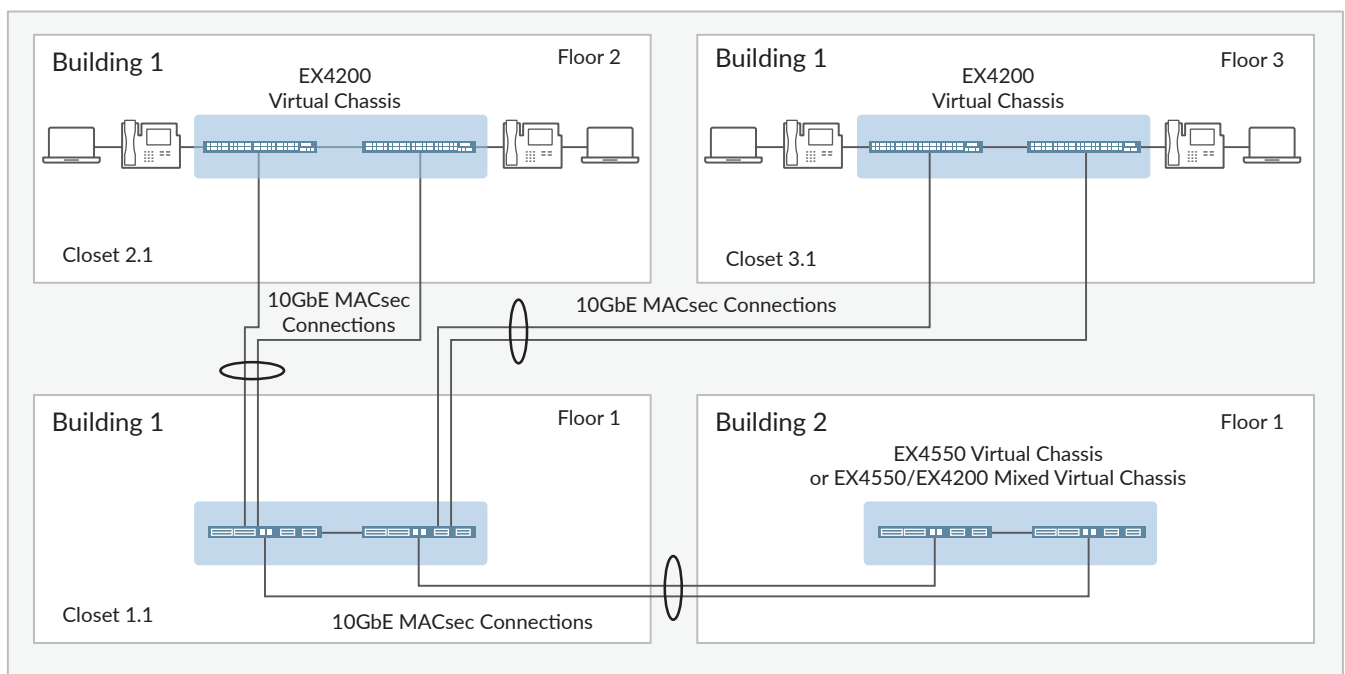 Building 1
Floor 2
EX4200
Virtual Chassis
Closet 2.1
Building 1
Floor 3
EX4200
Virtual Chassis
Closet 3.1
10GbE MACsec
Connections
10GbE MACsec Connections
Building 1
Floor 1
Closet 1.1
Building 2
Floor 1
EX4550 Virtual Chassis
or EX4550/EX4200 Mixed Virtual Chassis
10GbE MACsec Connections